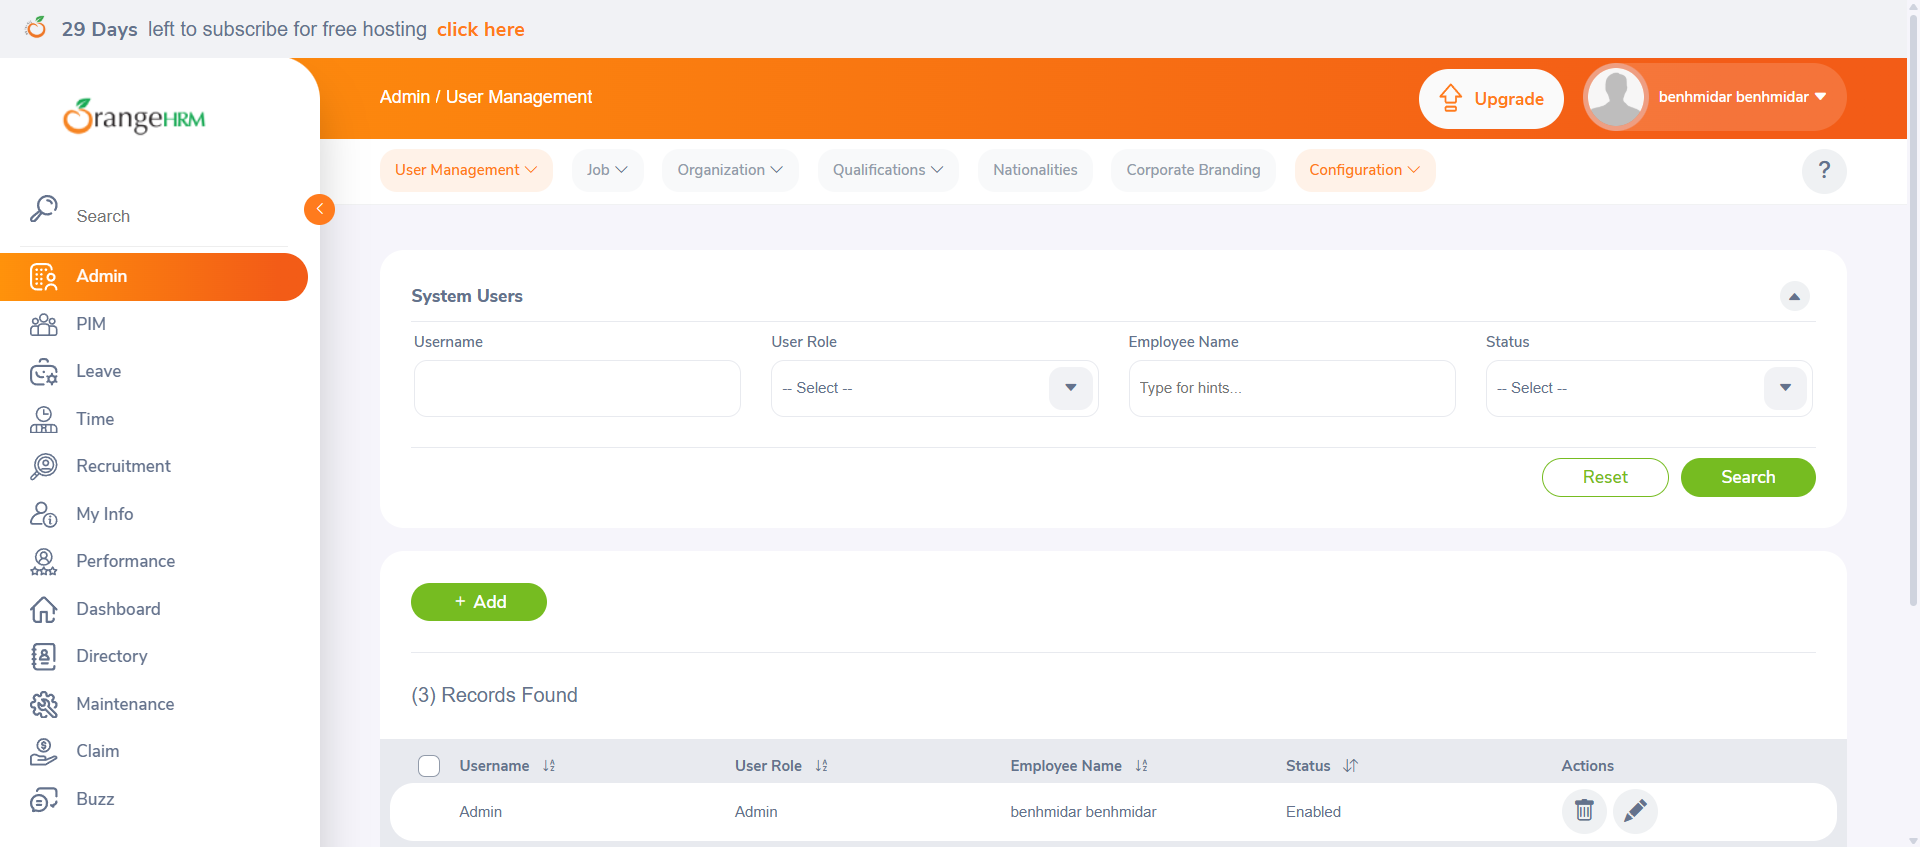 29 Days left to subscribe for free hosting click here
OrangeHRM
Admin / User Management
Upgrade
benhmidar benhmidar
User Management
Job
Organization
Qualifications
Nationalities
Corporate Branding
Configuration
?
Search
Admin
PIM
Leave
Time
Recruitment
My Info
Performance
Dashboard
Directory
Maintenance
Claim
Buzz
System Users
Username User Role Employee Name Status
-- Select -- Type for hints... -- Select --
Reset Search
+ Add
(3) Records Found
Username User Role Employee Name Status Actions
Admin Admin benhmidar benhmidar Enabled